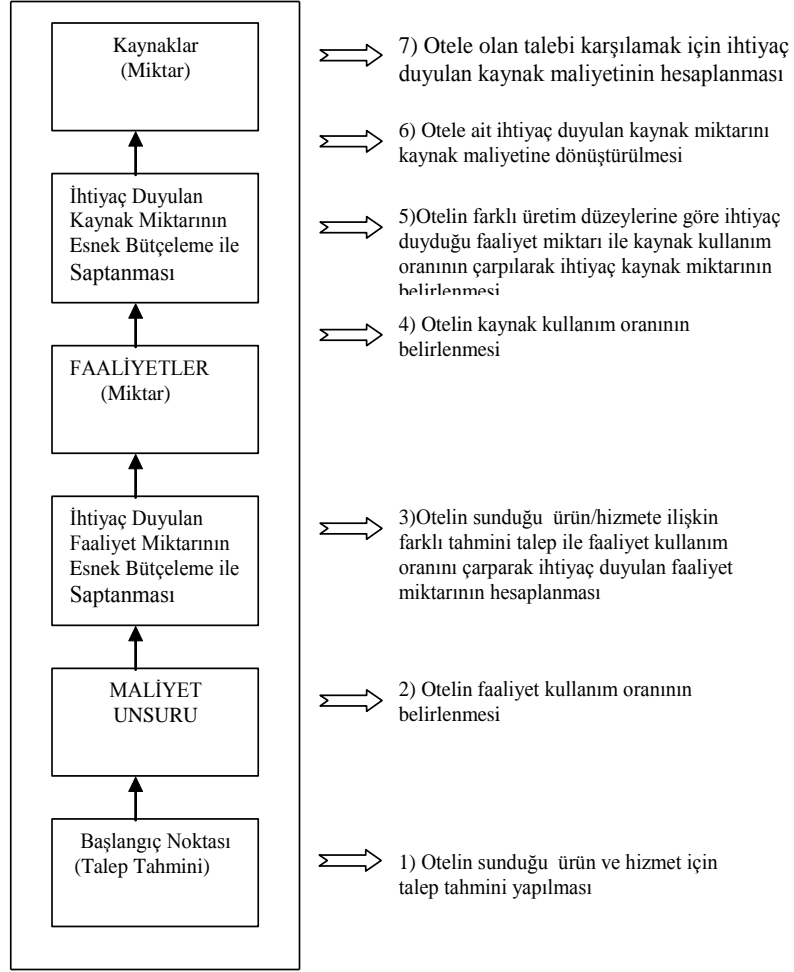 Kaynaklar
(Miktar)
7) Otele olan talebi karşılamak için ihtiyaç
duyulan kaynak maliyetinin hesaplanması
6) Otele ait ihtiyaç duyulan kaynak miktarını
kaynak maliyetine dönüştürülmesi
İhtiyaç Duyulan
Kaynak Miktarının
Esnek Bütçeleme ile
Saptanması
5)Otelin farklı üretim düzeylerine göre ihtiyaç
duyduğu faaliyet miktarı ile kaynak kullanım
oranının çarpılarak ihtiyaç kaynak miktarının
belirlenmesi
4) Otelin kaynak kullanım oranının
belirlenmesi
FAALİYETLER
(Miktar)
İhtiyaç Duyulan
Faaliyet Miktarının
Esnek Bütçeleme ile
Saptanması
3)Otelin sunduğu ürün/hizmete ilişkin
farklı tahmini talep ile faaliyet kullanım
oranını çarparak ihtiyaç duyulan faaliyet
miktarının hesaplanması
MALİYET
UNSURU
2) Otelin faaliyet kullanım oranının
belirlenmesi
Başlangıç Noktası
(Talep Tahmini)
1) Otelin sunduğu ürün ve hizmet için
talep tahmini yapılması